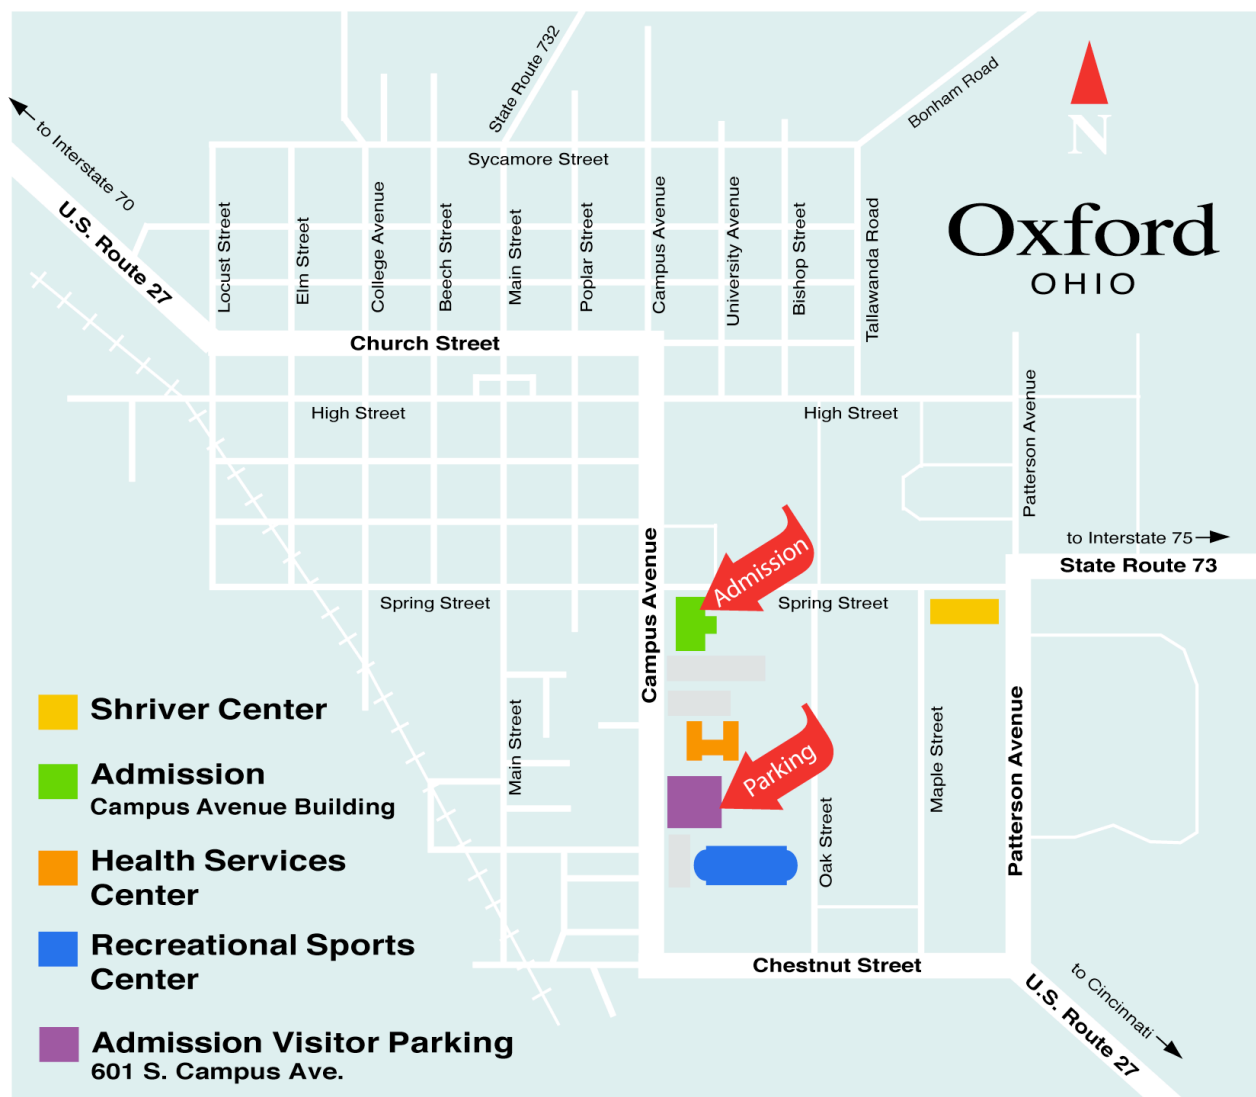 State Route 732
Bonham Road
N
to Interstate 70
U.S. Route 27
Sycamore Street
Locust Street
Elm Street
College Avenue
Beech Street
Main Street
Poplar Street
Campus Avenue
University Avenue
Bishop Street
Tallawanda Road
Oxford
OHIO
Church Street
High Street
High Street
Patterson Avenue
to Interstate 75
State Route 73
Admission
Spring Street
Spring Street
Campus Avenue
Shriver Center
Admission
Campus Avenue Building
Health Services
Center
Recreational Sports
Center
Admission Visitor Parking
601 S. Campus Ave.
Main Street
Parking
Oak Street
Maple Street
Patterson Avenue
Chestnut Street
to Cincinnati
U.S. Route 27